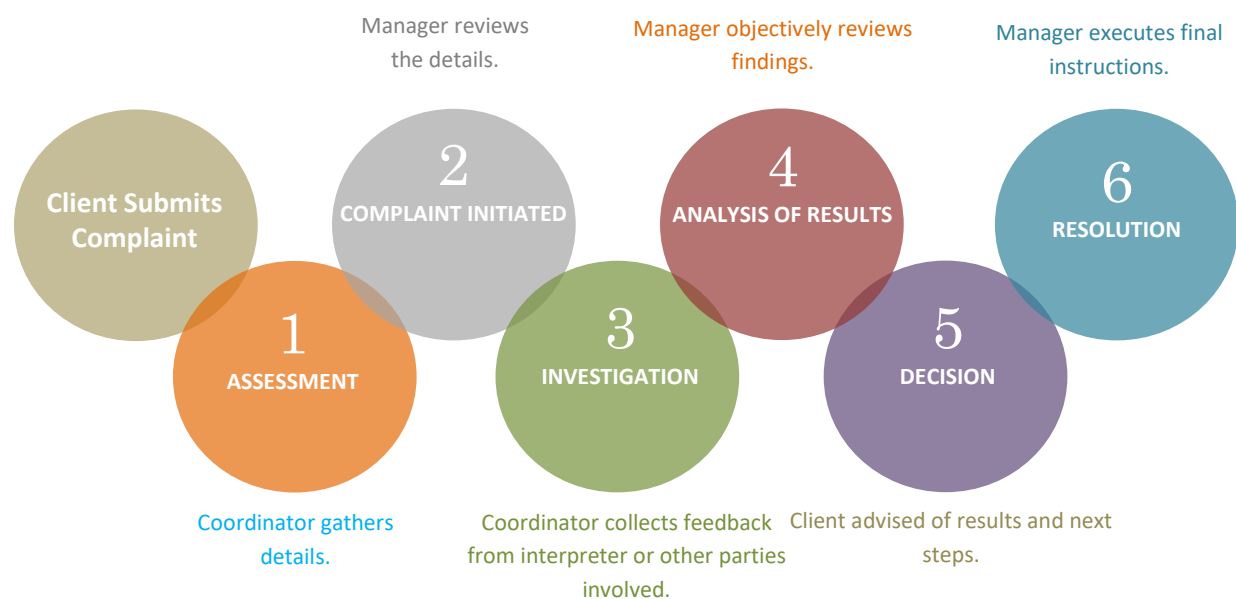 Client Submits
Complaint
1
ASSESSMENT
Coordinator gathers
details.
Manager reviews
the details.
2
COMPLAINT INITIATED
3
INVESTIGATION
Coordinator collects feedback
from interpreter or other parties
involved.
Manager objectively reviews
findings.
4
ANALYSIS OF RESULTS
5
DECISION
Client advised of results and next
steps.
Manager executes final
instructions.
6
RESOLUTION